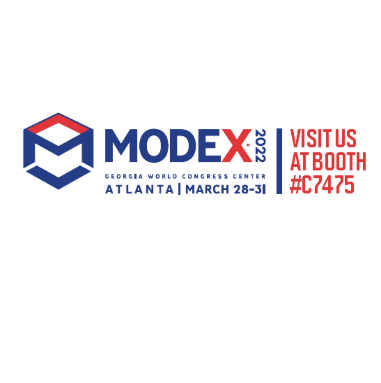 MODEX 2022
GEORGIA WORLD CONGRESS CENTER
ATLANTA | MARCH 28-31
VISIT US
AT BOOTH
#C7475